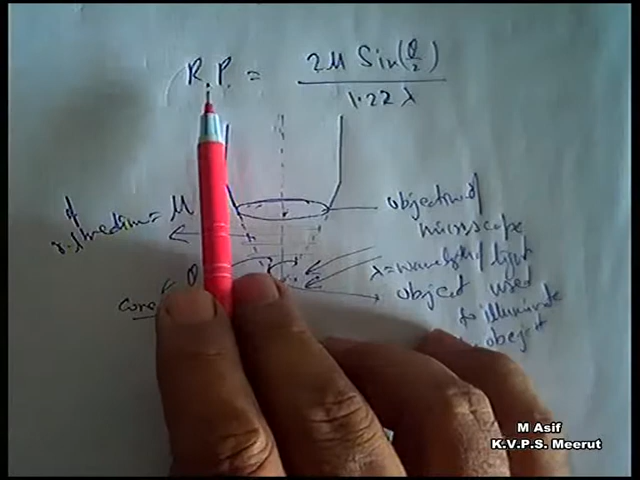 R P. = 2μ Sin(θ/2) / 1.22 λ
objective of
microscope
of
r.i medium = μ
λ = wavelength of light
used
object
to illuminate
object
θ
cone
M Asif
K.V.P.S. Meerut